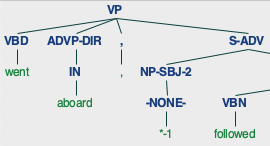 VP
VBD ADVP-DIR , S-ADV
went IN , NP-SBJ-2
aboard -NONE- VBN
*-1 followed